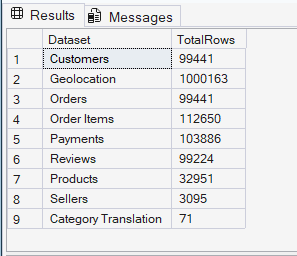 Results Messages
Dataset TotalRows
1 Customers 99441
2 Geolocation 1000163
3 Orders 99441
4 Order Items 112650
5 Payments 103886
6 Reviews 99224
7 Products 32951
8 Sellers 3095
9 Category Translation 71